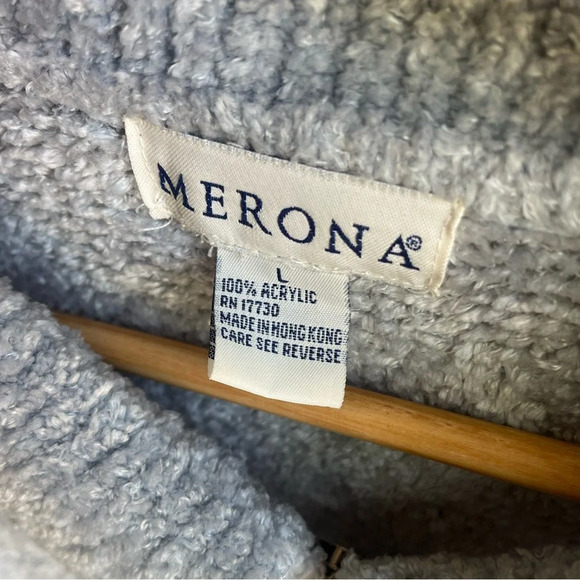 MERONA®
L
100% ACRYLIC
RN 17730
MADE IN HONG KONG
CARE SEE REVERSE